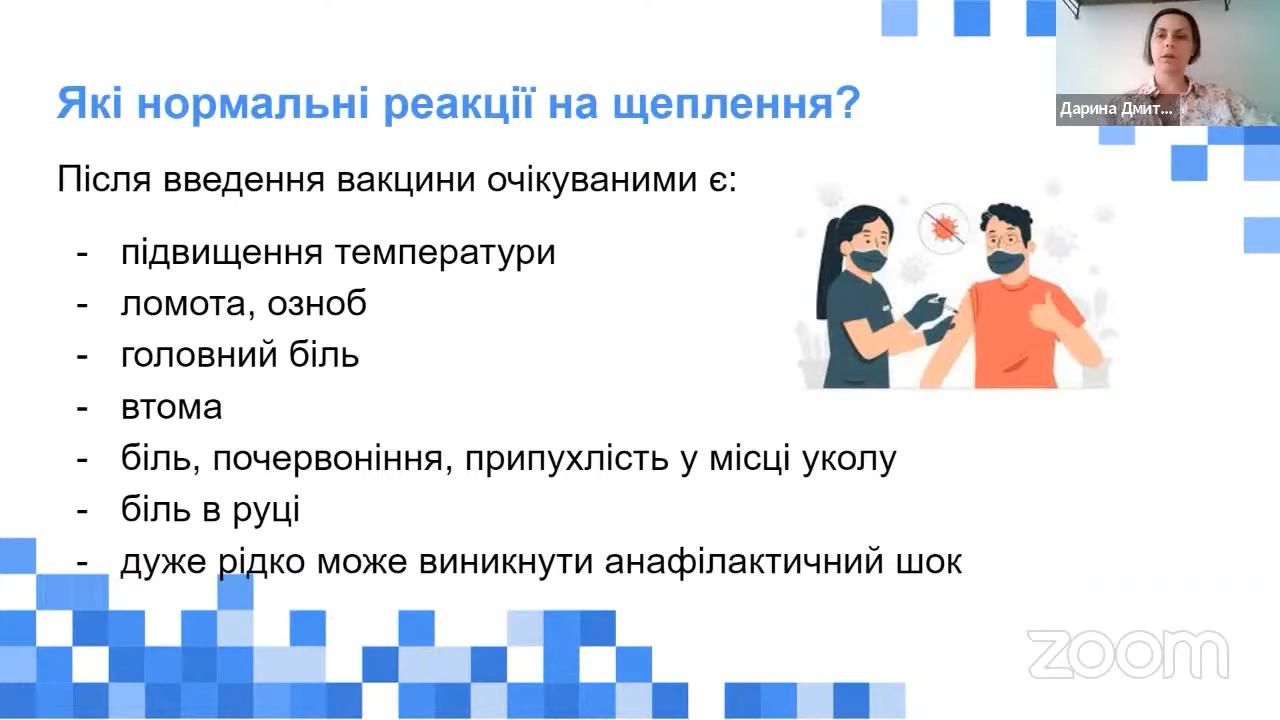 Які нормальні реакції на щеплення?
Дарина Дмит...
Після введення вакцини очікуваними є:
- підвищення температури
- ломота, озноб
- головний біль
- втома
- біль, почервоніння, припухлість у місці уколу
- біль в руці
- дуже рідко може виникнути анафілактичний шок
zoom